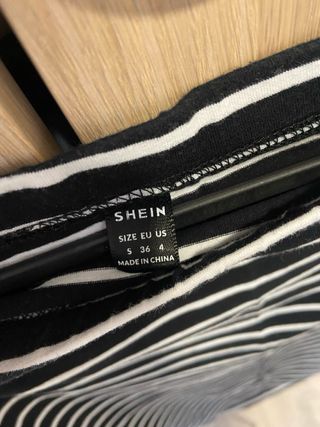 SHEIN
SIZE EU US
S 36 4
MADE IN CHINA